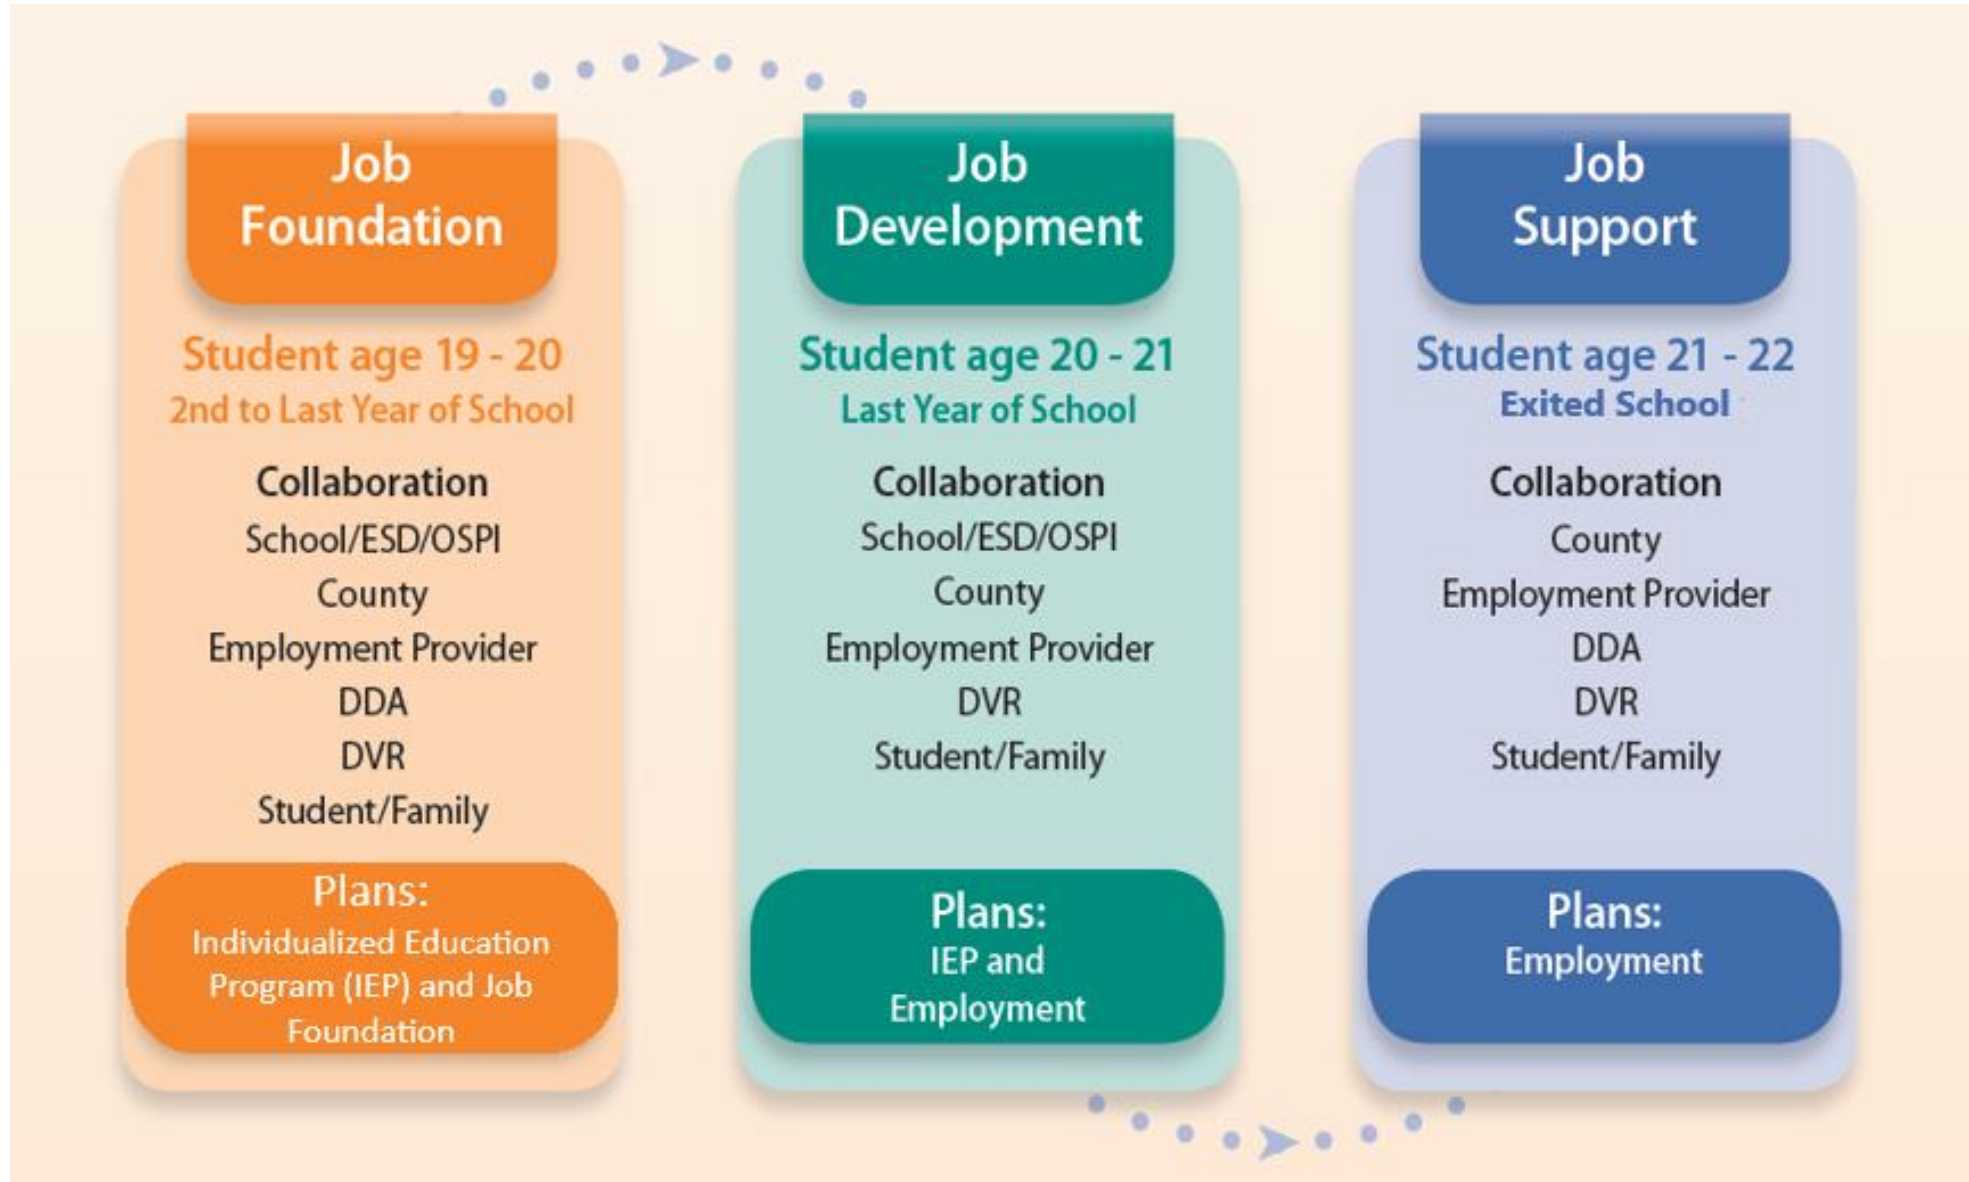 Job
Foundation
Student age 19 - 20
2nd to Last Year of School
Collaboration
School/ESD/OSPI
County
Employment Provider
DDA
DVR
Student/Family
Plans:
Individualized Education
Program (IEP) and Job
Foundation
Job
Development
Student age 20 - 21
Last Year of School
Collaboration
School/ESD/OSPI
County
Employment Provider
DVR
Student/Family
Plans:
IEP and
Employment
Job
Support
Student age 21 - 22
Exited School
Collaboration
County
Employment Provider
DDA
DVR
Student/Family
Plans:
Employment